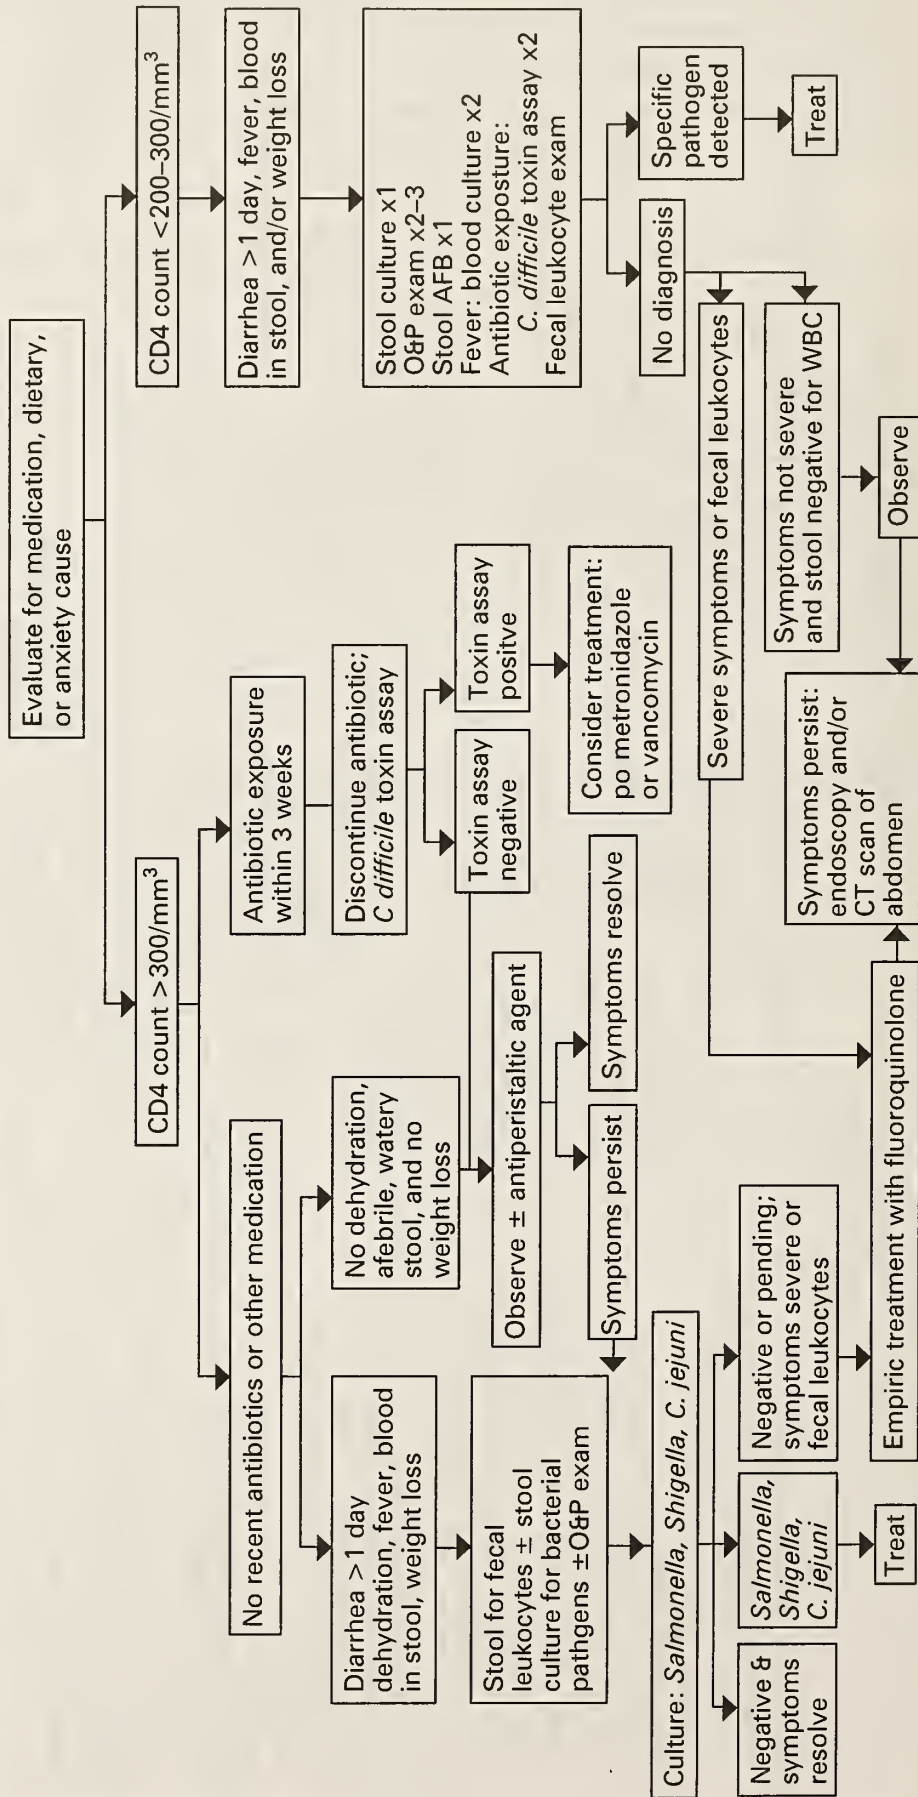 Evaluate for medication, dietary,
or anxiety cause
CD4 count >300/mm³
No recent antibiotics or other medication
Diarrhea >1 day
dehydration, fever, blood
in stool, weight loss
Stool for fecal
leukocytes ± stool
culture for bacterial
pathgens ±O&P exam
Culture: Salmonella, Shigella, C. jejuni
Negative &
symptoms
resolve
Salmonella,
Shigella,
C. jejuni
Treat
Negative or pending;
symptoms severe or
fecal leukocytes
Empiric treatment with fluoroquinolone
No dehydration,
afebrile, watery
stool, and no
weight loss
Observe ± antiperistaltic agent
Symptoms persist
Symptoms resolve
Antibiotic exposure
within 3 weeks
Discontinue antibiotic;
C difficile toxin assay
Toxin assay
negative
Toxin assay
positve
Consider treatment:
po metronidazole
or vancomycin
CD4 count <200–300/mm³
Diarrhea >1 day, fever, blood
in stool, and/or weight loss
Stool culture x1
O&P exam x2–3
Stool AFB x1
Fever: blood culture x2
Antibiotic exposture:
C. difficile toxin assay x2
Fecal leukocyte exam
No diagnosis
Specific
pathogen
detected
Treat
Severe symptoms or fecal leukocytes
Symptoms not severe
and stool negative for WBC
Observe
Symptoms persist:
endoscopy and/or
CT scan of
abdomen